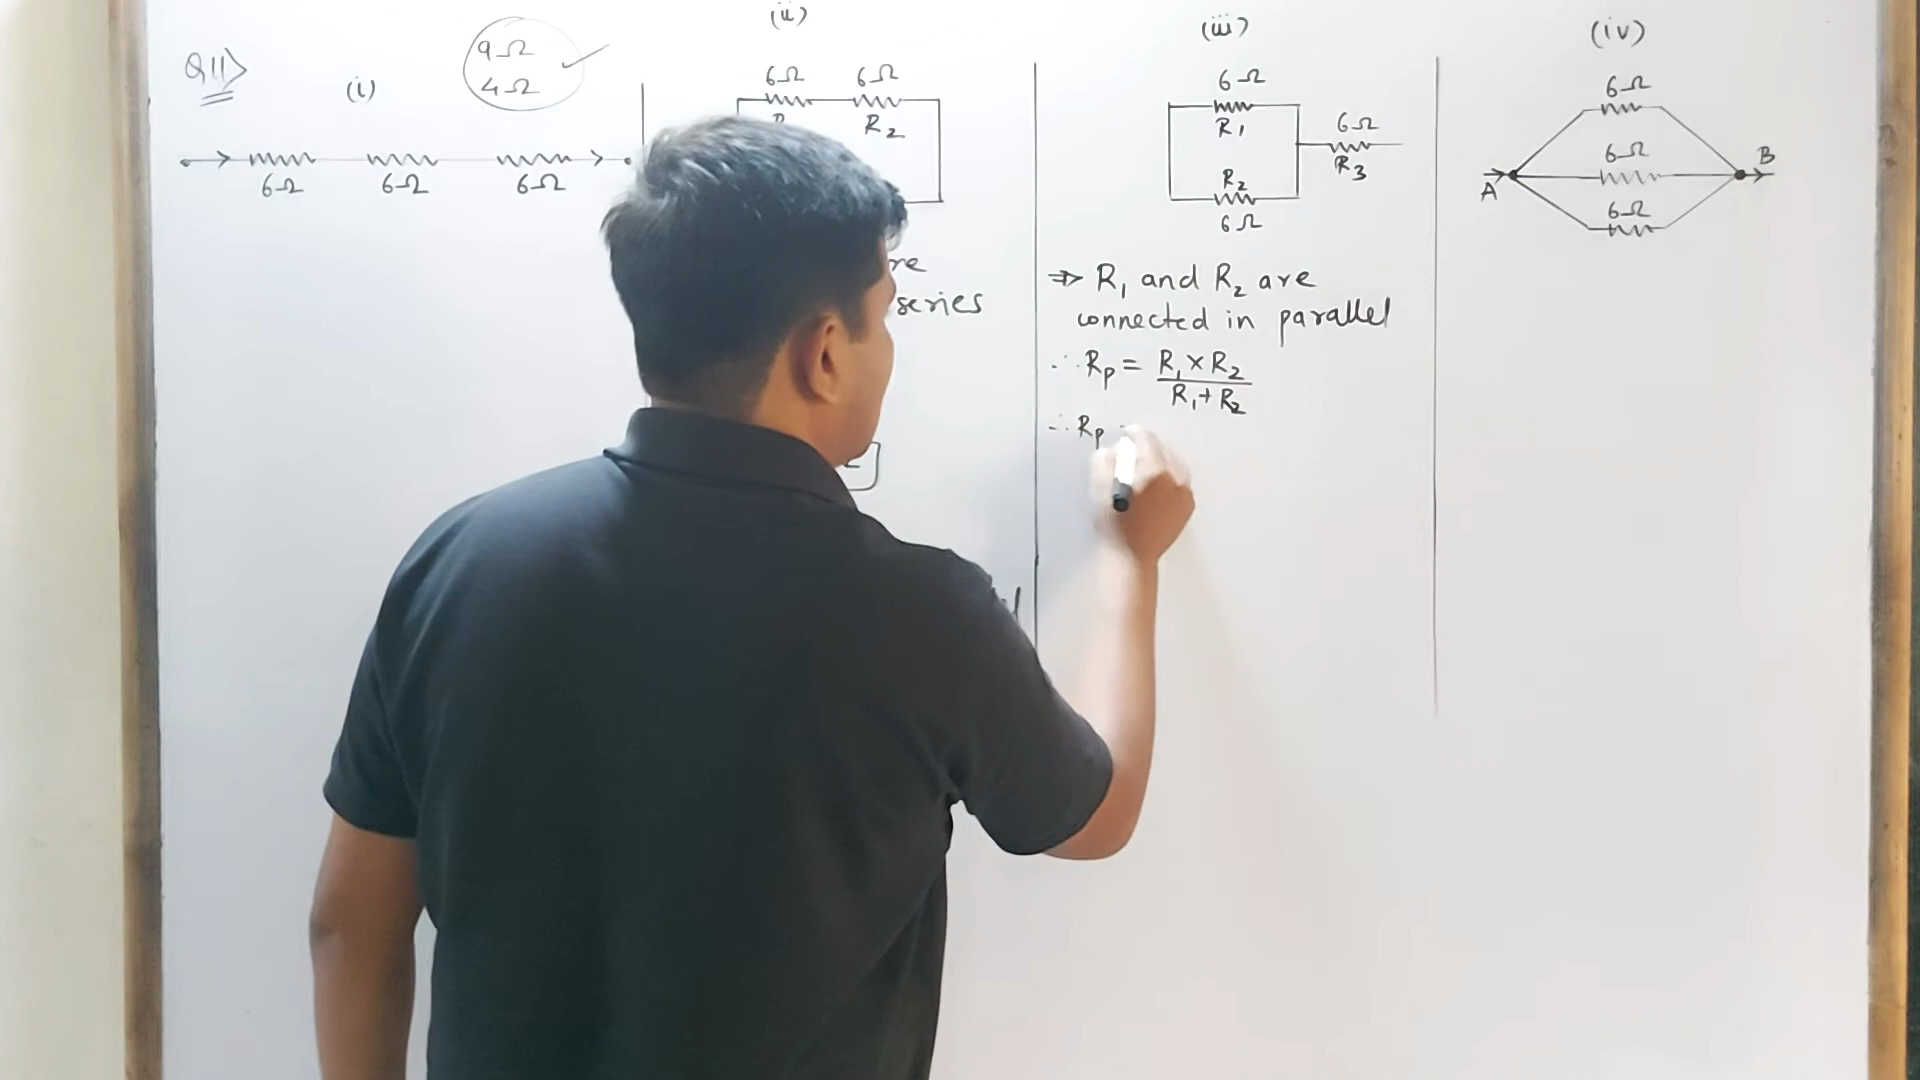 Q11>
(i)
9Ω
4Ω
6Ω 6Ω 6Ω
(ii)
6Ω 6Ω
R₂
re
series
(iii)
6Ω
R₁
6Ω
R₃
R₂
6Ω
⇒ R₁ and R₂ are
connected in parallel
∴ Rₚ = R₁ × R₂ / R₁ + R₂
∴ Rₚ
(iv)
6Ω
6Ω
A B
6Ω